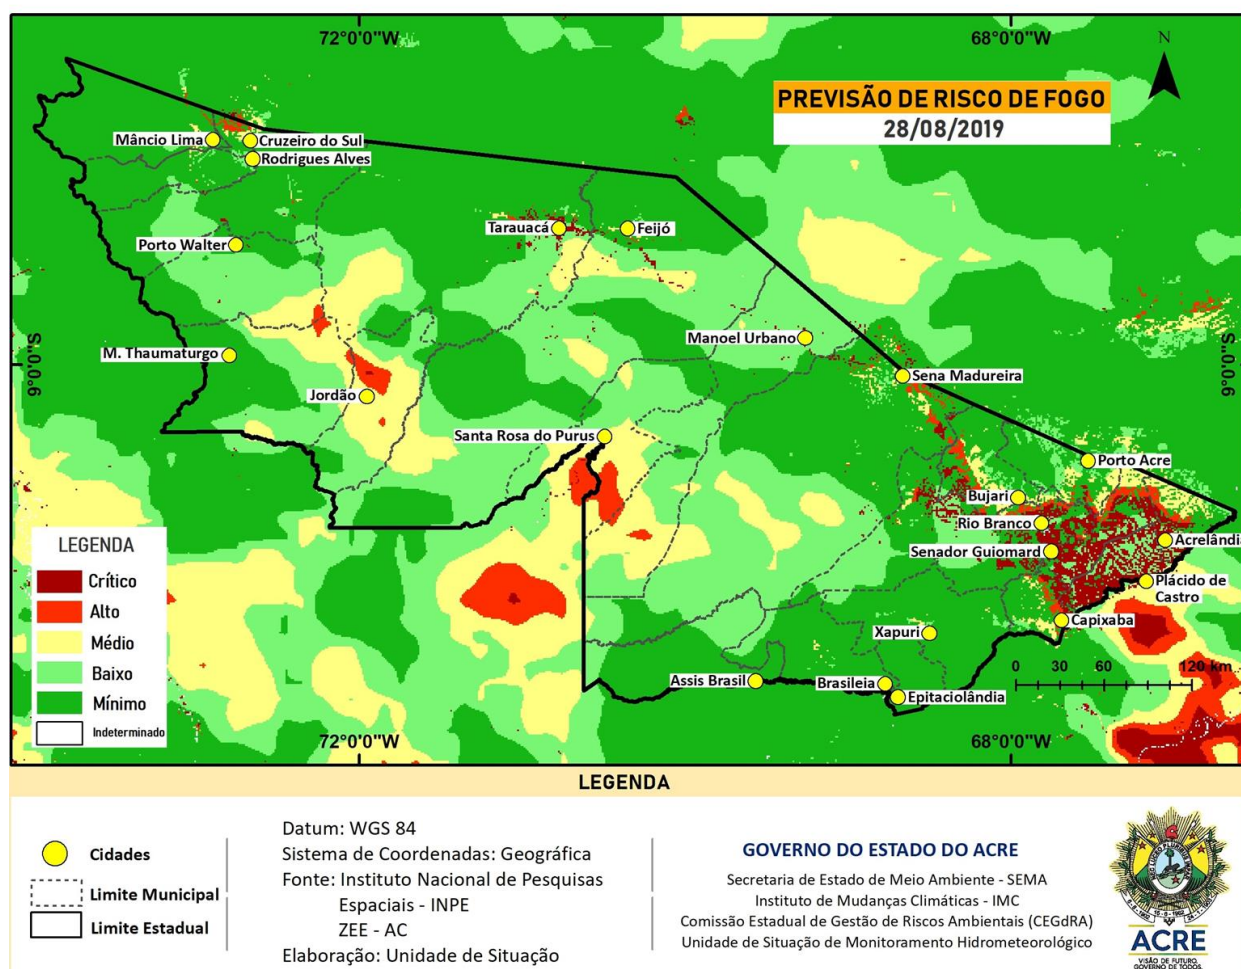 72°0'0"W
68°0'0"W
N
PREVISÃO DE RISCO DE FOGO
28/08/2019
Mâncio Lima
Cruzeiro do Sul
Rodrigues Alves
Tarauacá
Feijó
Porto Walter
Manoel Urbano
M. Thaumaturgo
9°0'0"S
9°0'0"S
Sena Madureira
Jordão
Santa Rosa do Purus
Porto Acre
Bujari
Rio Branco
Senador Guiomard
Acrelândia
Plácido de
Castro
Capixaba
Xapuri
Assis Brasil
Brasileia
Epitaciolândia
0 30 60 120 km
LEGENDA
Crítico
Alto
Médio
Baixo
Mínimo
Indeterminado
72°0'0"W
68°0'0"W
LEGENDA
Cidades
Limite Municipal
Limite Estadual
Datum: WGS 84
Sistema de Coordenadas: Geográfica
Fonte: Instituto Nacional de Pesquisas
Espaciais - INPE
ZEE - AC
Elaboração: Unidade de Situação
GOVERNO DO ESTADO DO ACRE
Secretaria de Estado de Meio Ambiente - SEMA
Instituto de Mudanças Climáticas - IMC
Comissão Estadual de Gestão de Riscos Ambientais (CEGdRA)
Unidade de Situação de Monitoramento Hidrometeorológico
ACRE
VISÃO DE FUTURO.
GOVERNO DE TODOS.